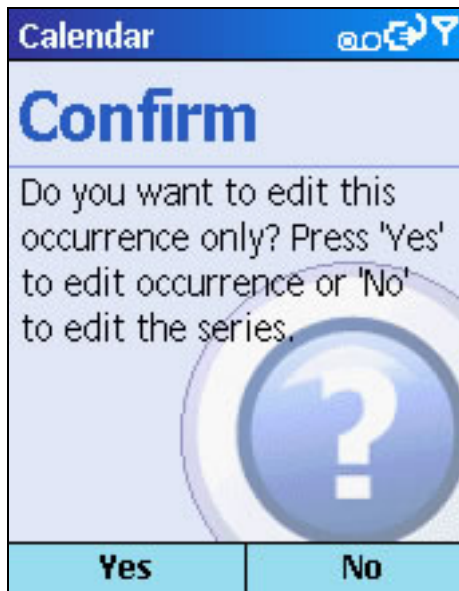 Calendar
Confirm
Do you want to edit this
occurrence only? Press 'Yes'
to edit occurrence or 'No'
to edit the series.
?
Yes No